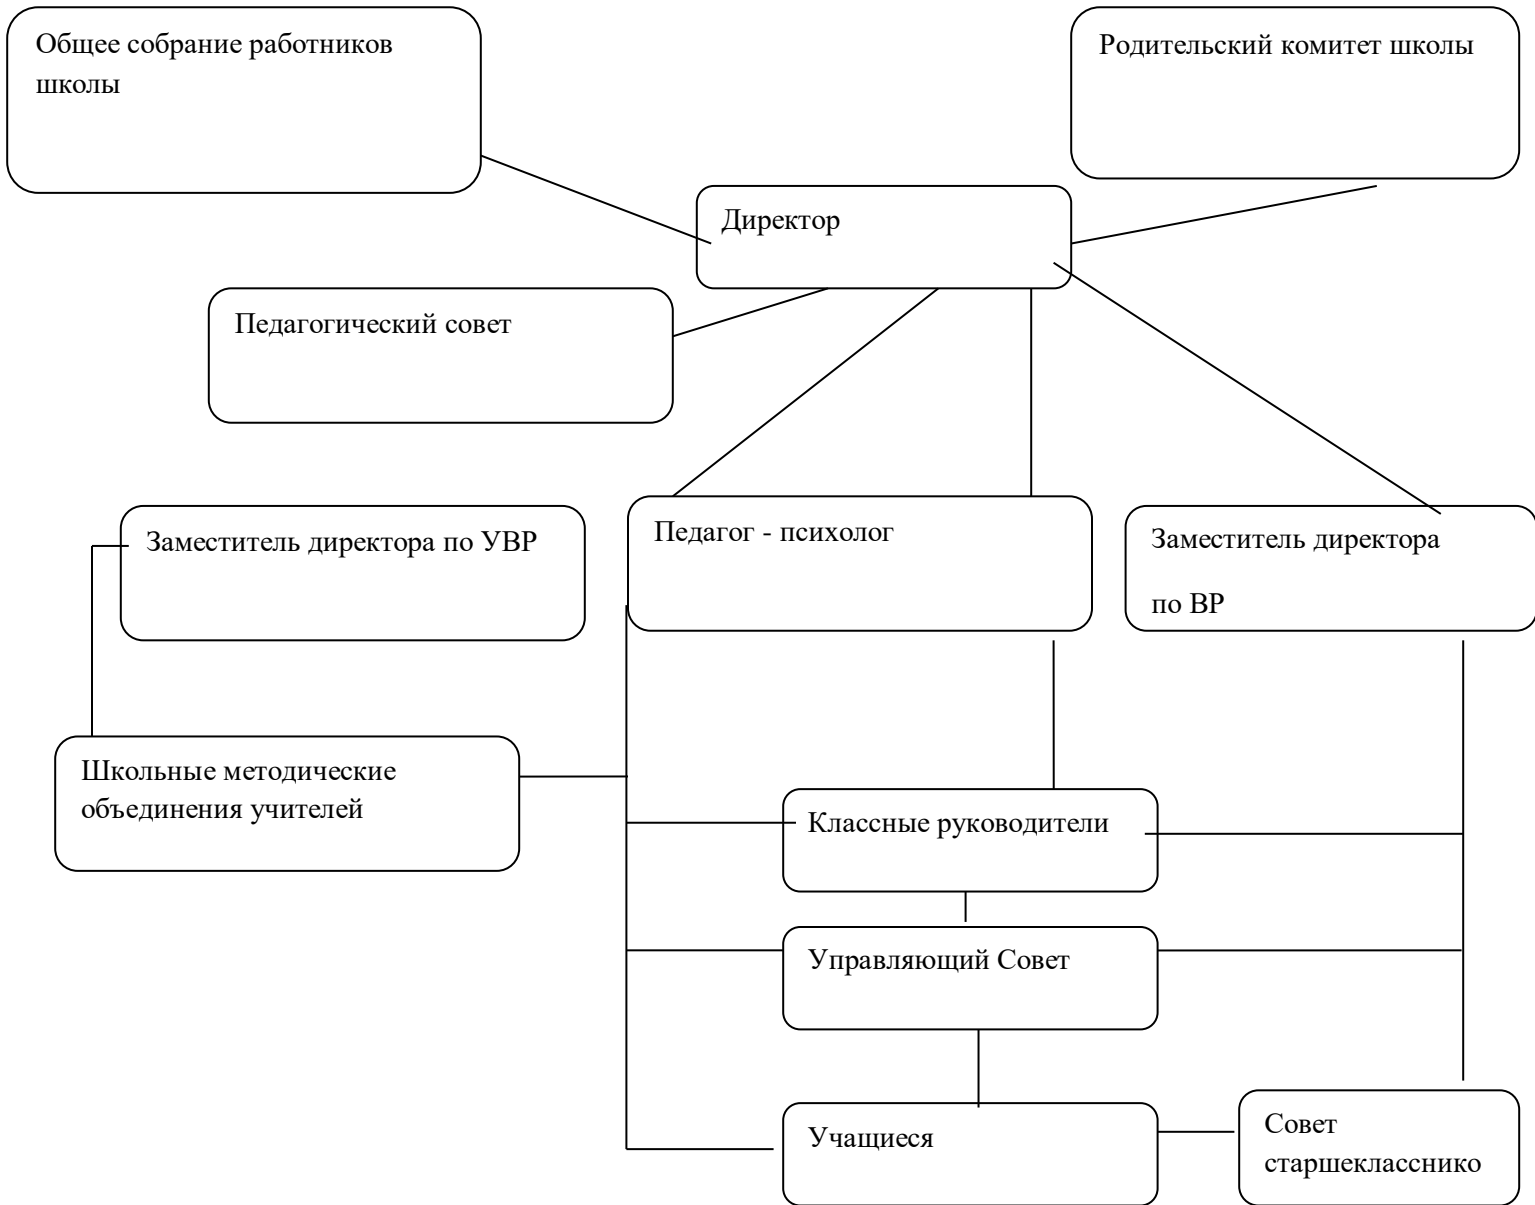 Общее собрание работников
школы
Родительский комитет школы
Директор
Педагогический совет
Заместитель директора по УВР
Педагог - психолог
Заместитель директора
по ВР
Школьные методические
объединения учителей
Классные руководители
Управляющий Совет
Учащиеся
Совет
старшекласснико